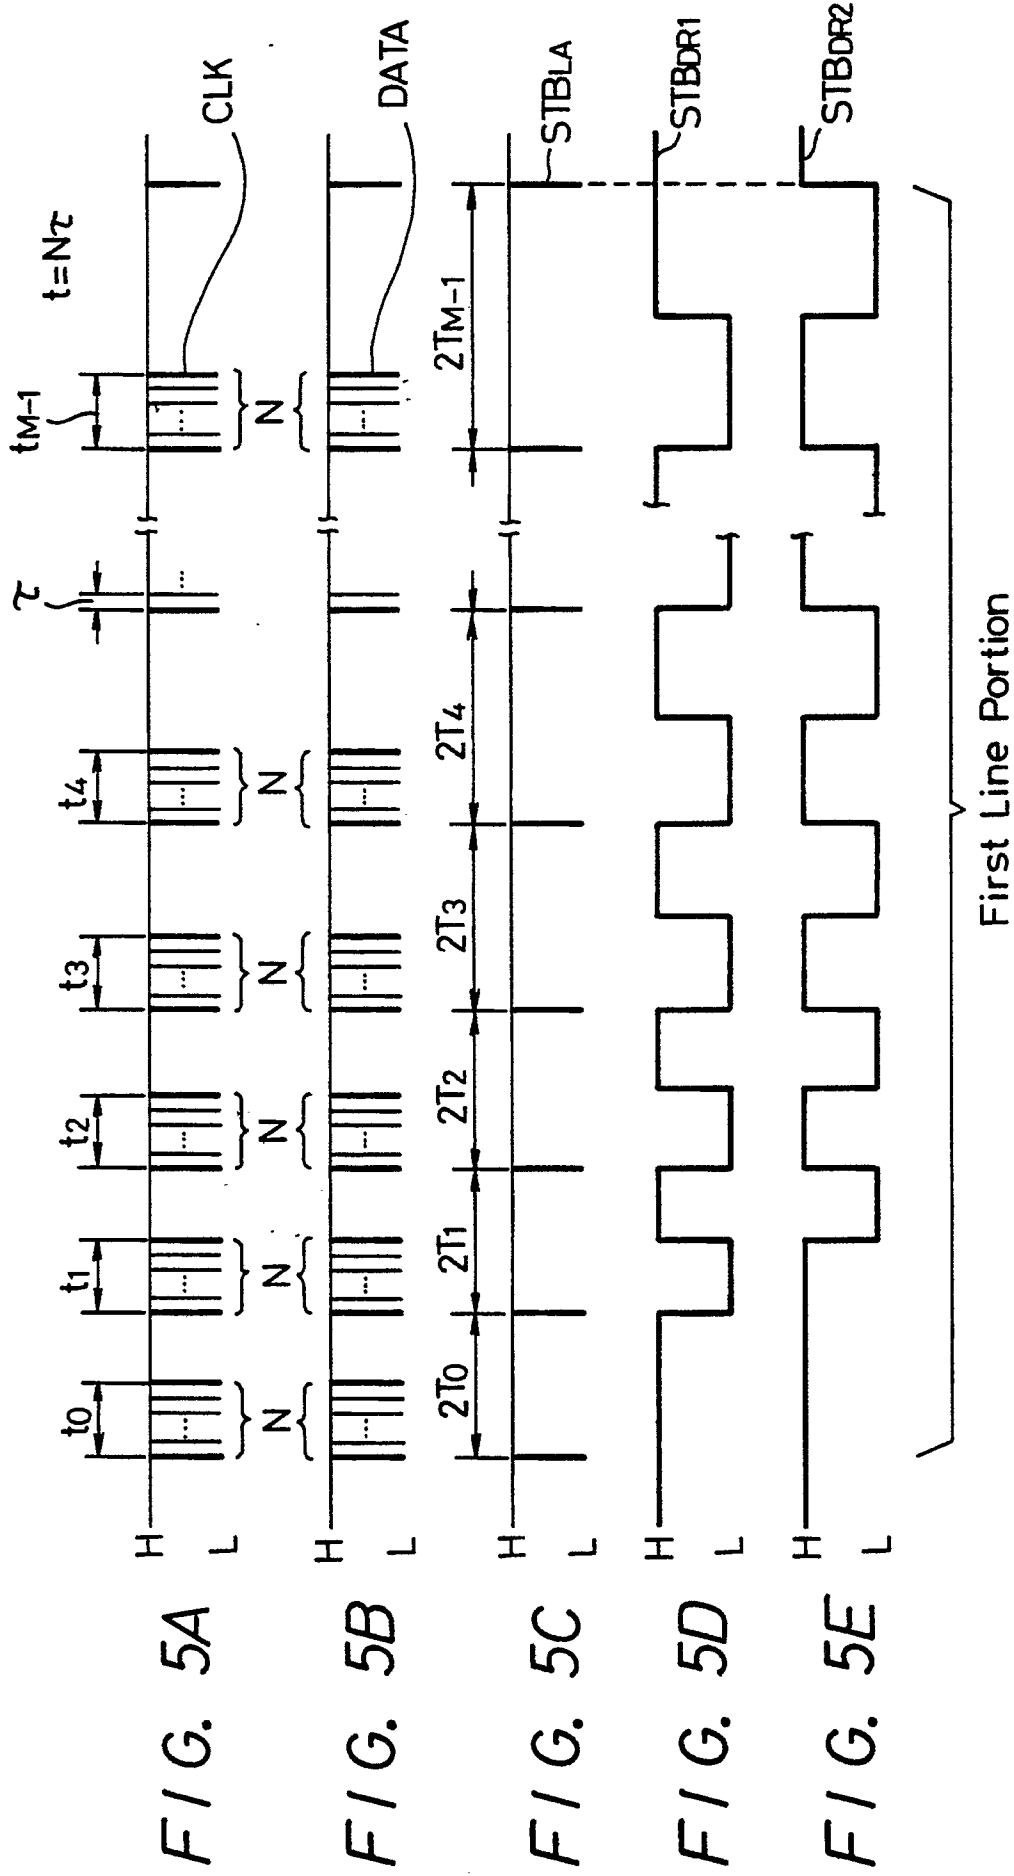 t0 t1 t2 t3 t4 τ tM-1 t=Nτ
FIG. 5A H L CLK
N N N N N N
FIG. 5B H L DATA
2T0 2T1 2T2 2T3 2T4 2TM-1
FIG. 5C H L STBLA
FIG. 5D H L STBDR1
FIG. 5E H L STBDR2
First Line Portion